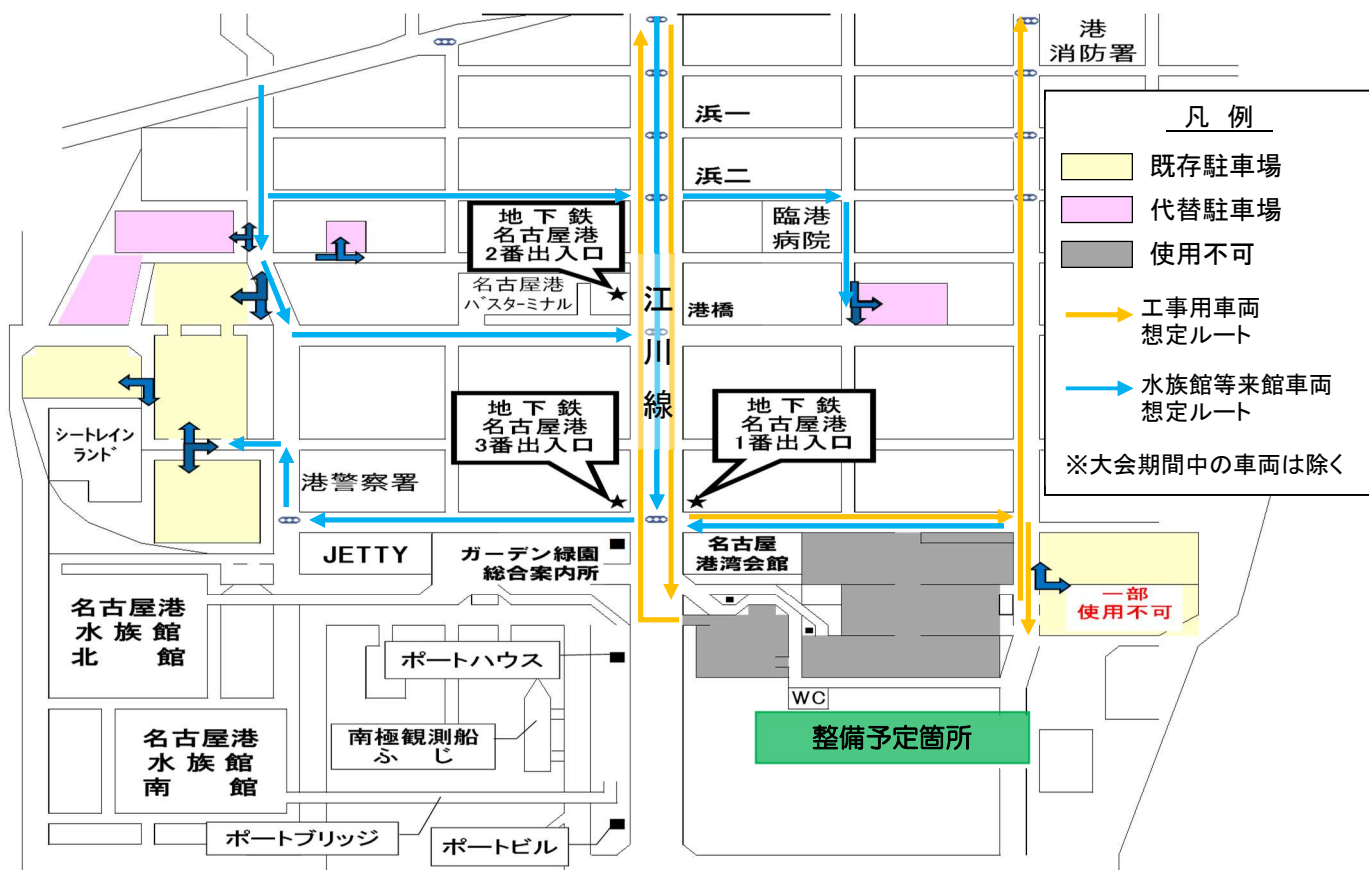 港
消防署
浜一
浜二
臨港
病院
地下鉄
名古屋港
2番出入口
名古屋港
バスターミナル
江川線
港橋
地下鉄
名古屋港
3番出入口
地下鉄
名古屋港
1番出入口
シートレイン
ランド
港警察署
JETTY
ガーデン緑園
総合案内所
名古屋
港湾会館
一部
使用不可
名古屋港
水族館
北館
ポートハウス
WC
南極観測船
ふじ
整備予定箇所
名古屋港
水族館
南館
ポートブリッジ
ポートビル
凡例
既存駐車場
代替駐車場
使用不可
工事用車両
想定ルート
水族館等来館車両
想定ルート
※大会期間中の車両は除く